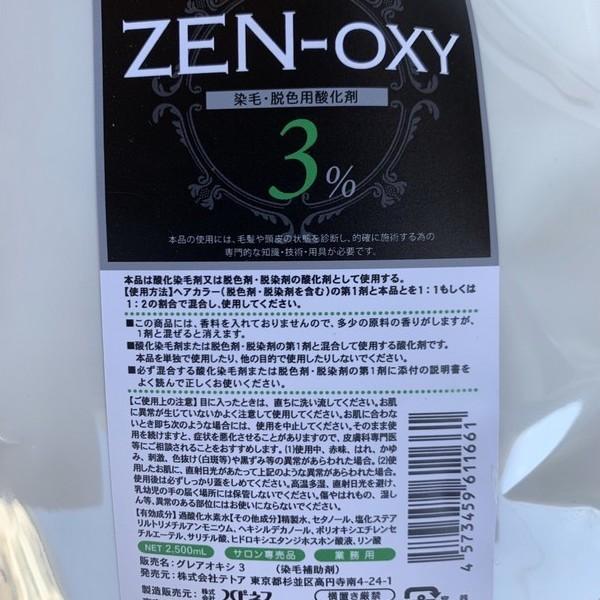 ZEN-OXY
染毛・脱色用酸化剤
3%
本品の使用には、毛髪や頭皮の状態を診断し、的確に施術する為の
専門的な知識・技術・用具が必要です。
本品は酸化染毛剤又は脱色剤・脱染剤の酸化剤として使用する。
【使用方法】ヘアカラー(脱色剤・脱染剤を含む)の第1剤と本品とを1：1もしくは
1：2の割合で混合し、使用してください。
■この商品には、香料を入れておりませんので、多少の原料の香りがしますが、
1剤と混ぜると消えます。
■酸化染毛剤または脱色剤・脱染剤の第1剤と混合して使用する酸化剤です。
本品を単独で使用したり、他の目的で使用したりしないでください。
■必ず混合する酸化染毛剤または脱色剤・脱染剤の第1剤に添付の説明書を
よく読んで正しくお使いください。
【ご使用上の注意】目に入ったときは、直ちに洗い流してください。お肌
に異常が生じていないかよく注意して使用してください。お肌に合わな
いとき即ち次のような場合には、使用を中止してください。そのまま使用
を続けますと、症状を悪化させることがありますので、皮膚科専門医
等にご相談されることをおすすめします。(1)使用中、赤味、はれ、かゆ
み、刺激、色抜け(白斑等)や黒ずみ等の異常があらわれた場合。(2)使
用したお肌に、直射日光があたって上記のような異常があらわれた場合。
使用後は必ずしっかり蓋をしめてください。高温多湿、直射日光を避け、
乳幼児の手の届く場所には保管しないでください。傷やはれもの、湿し
ん等、異常のある部位にはお使いにならないでください。
【有効成分】過酸化水素水【その他成分】精製水、セタノール、塩化ステア
リルトリメチルアンモニウム、ヘキシルデカノール、ポリオキシエチレンセ
チルエーテル、サリチル酸、ヒドロキシエタンジホスホン酸液、リン酸
NET 2,500mL サロン専売品 業務用
販売名：グレアオキシ 3 (染毛補助剤)
発売元：株式会社テトア 東京都杉並区高円寺南4-24-1
製造販売元：株式会社
横置き厳禁
4 573459 611661